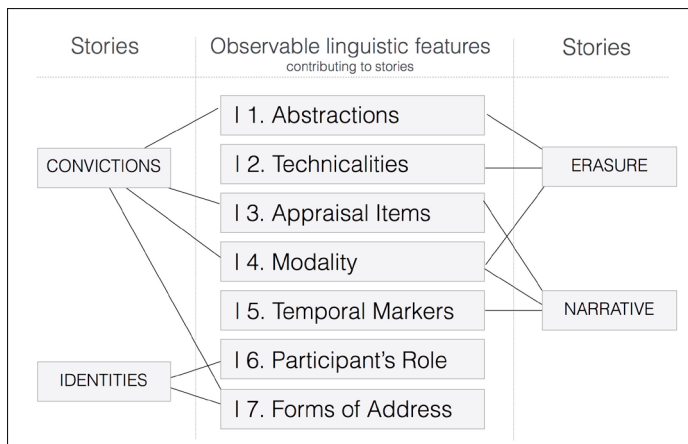 Stories
Observable linguistic features
contributing to stories
Stories
CONVICTIONS
IDENTITIES
I 1. Abstractions
I 2. Technicalities
I 3. Appraisal Items
I 4. Modality
I 5. Temporal Markers
I 6. Participant's Role
I 7. Forms of Address
ERASURE
NARRATIVE